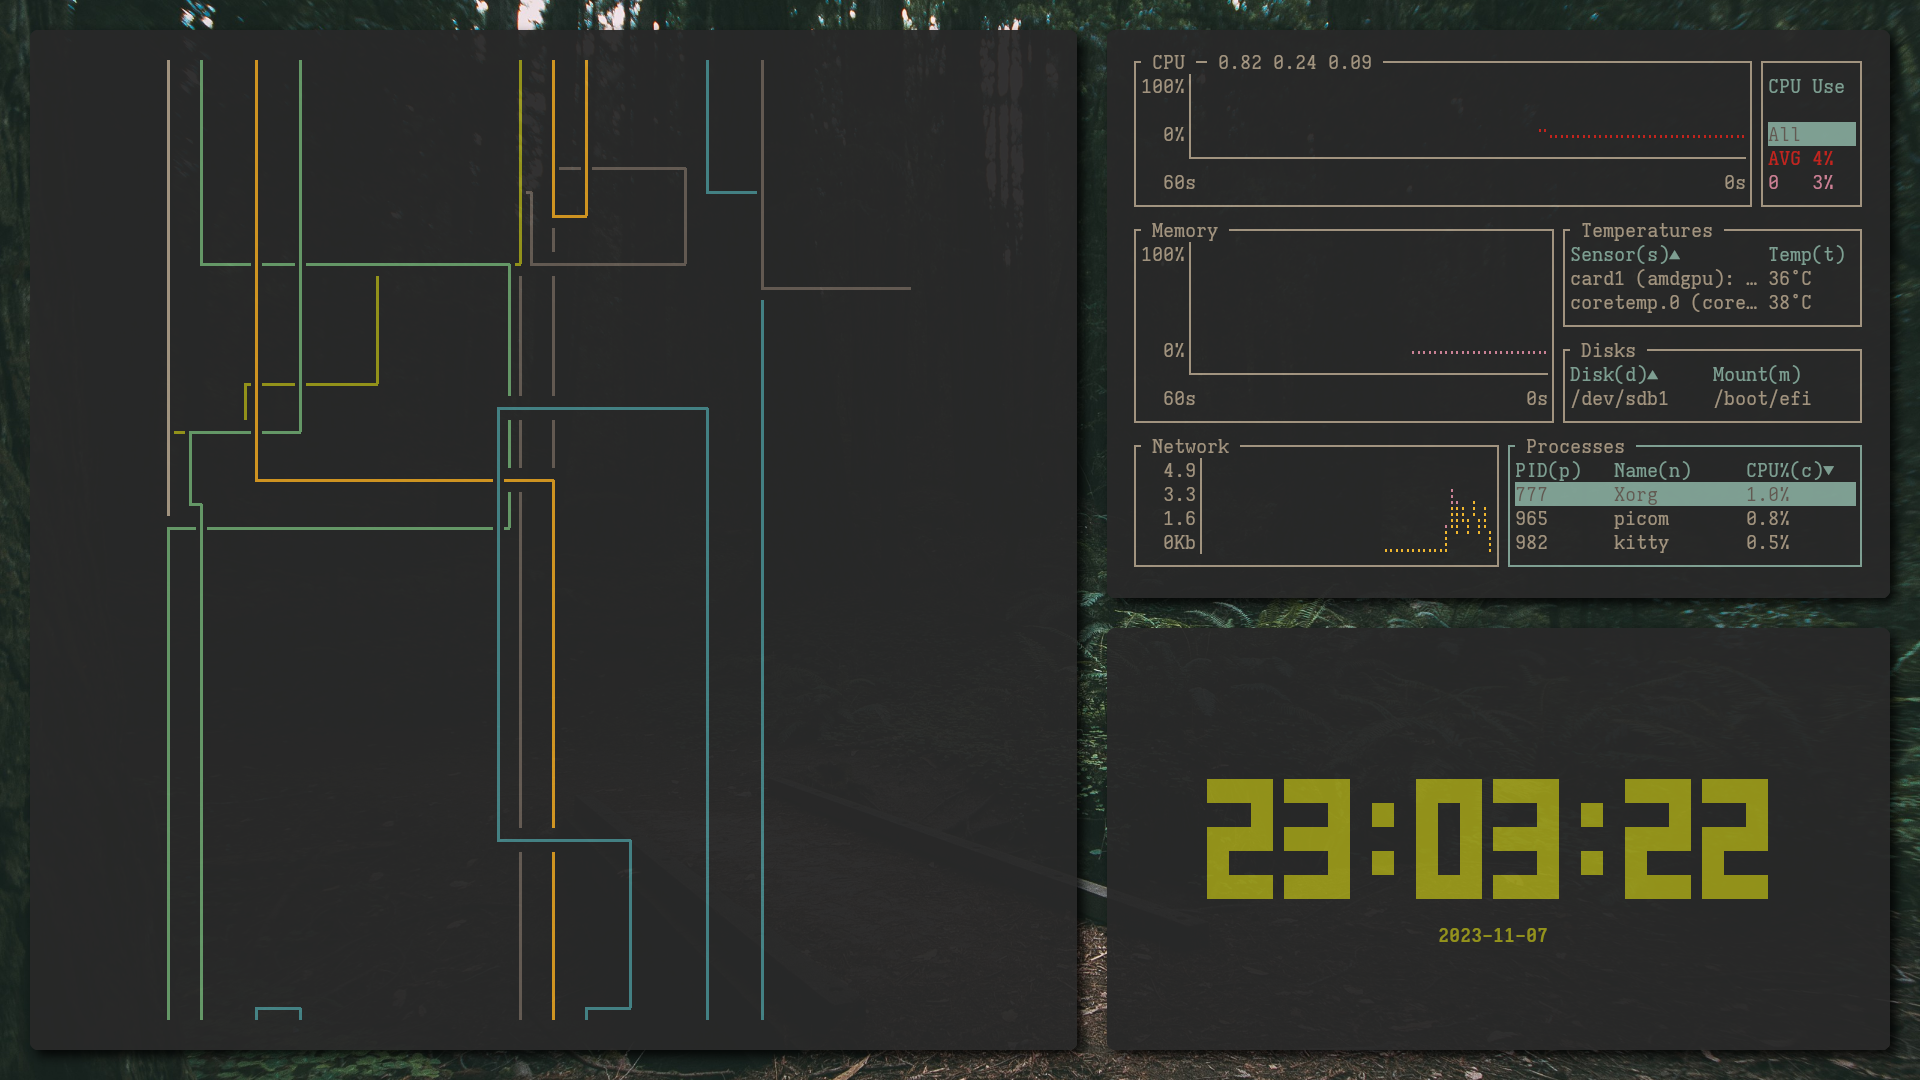 CPU — 0.82 0.24 0.09
100%
0%
60s 0s
CPU Use
All
AVG 4%
0 3%
Memory
100%
0%
60s 0s
Temperatures
Sensor(s)▲ Temp(t)
card1 (amdgpu): … 36°C
coretemp.0 (core… 38°C
Disks
Disk(d)▲ Mount(m)
/dev/sdb1 /boot/efi
Network
4.9
3.3
1.6
0Kb
Processes
PID(p) Name(n) CPU%(c)▼
777 Xorg 1.0%
965 picom 0.8%
982 kitty 0.5%
23:03:22
2023-11-07